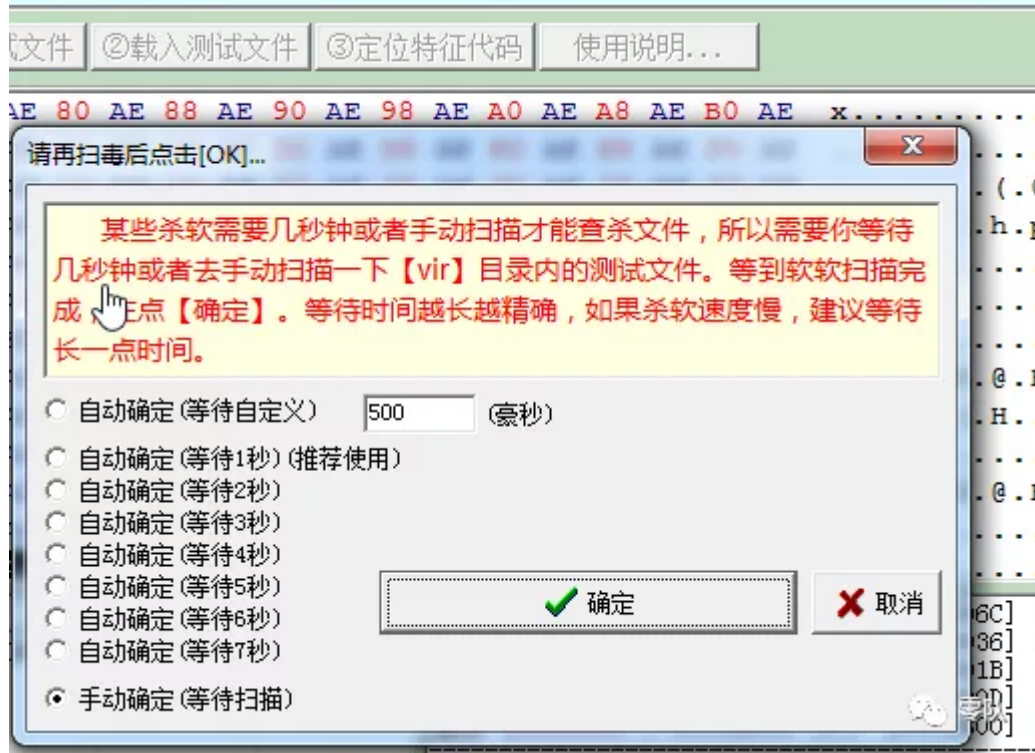 式文件 ②载入测试文件 ③定位特征代码 使用说明...
AE 80 AE 88 AE 90 AE 98 AE A0 AE A8 AE B0 AE x.........
请再扫毒后点击[OK]...
某些杀软需要几秒钟或者手动扫描才能查杀文件，所以需要你等待
几秒钟或者去手动扫描一下【vir】目录内的测试文件。等到软软扫描完
成，在点【确定】。等待时间越长越精确，如果杀软速度慢，建议等待
长一点时间。
自动确定(等待自定义) 500 (豪秒)
自动确定(等待1秒)(推荐使用)
自动确定(等待2秒)
自动确定(等待3秒)
自动确定(等待4秒)
自动确定(等待5秒)
自动确定(等待6秒)
自动确定(等待7秒)
手动确定(等待扫描)
确定
取消
.(.
.h.p
.@.
.H.
.@.
6C]
36]
1B]
0D]
500]
零队